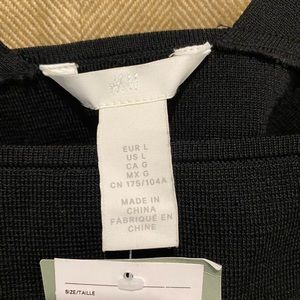 H&M
EUR L
US L
CA G
MX G
CN 175/104A
MADE IN
CHINA
FABRIQUÉ EN
CHINE
SIZE/TAILLE